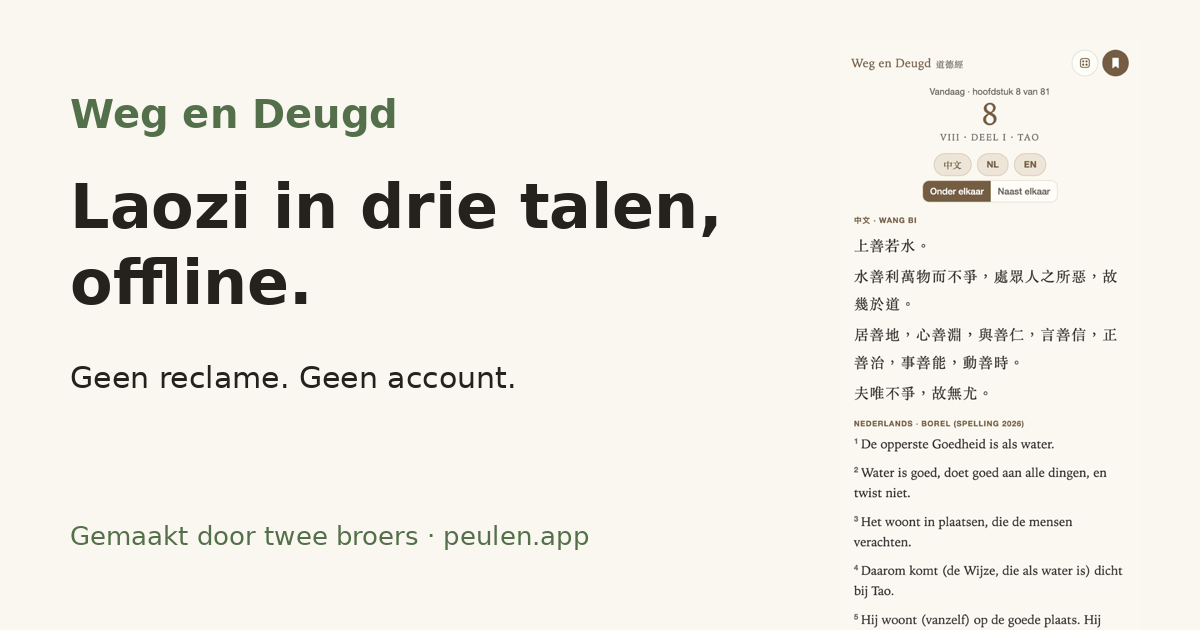 Weg en Deugd
Laozi in drie talen,
offline.
Geen reclame. Geen account.
Gemaakt door twee broers · peulen.app
Weg en Deugd 道德經
Vandaag · hoofdstuk 8 van 81
8
VIII · DEEL I · TAO
中文 NL EN
Onder elkaar Naast elkaar
中文 · WANG BI
上善若水。
水善利萬物而不爭，處眾人之所惡，故
幾於道。
居善地，心善淵，與善仁，言善信，正
善治，事善能，動善時。
夫唯不爭，故無尤。
NEDERLANDS · BOREL (SPELLING 2026)
1 De opperste Goedheid is als water.
2 Water is goed, doet goed aan alle dingen, en
twist niet.
3 Het woont in plaatsen, die de mensen
verachten.
4 Daarom komt (de Wijze, die als water is) dicht
bij Tao.
5 Hij woont (vanzelf) op de goede plaats. Hij